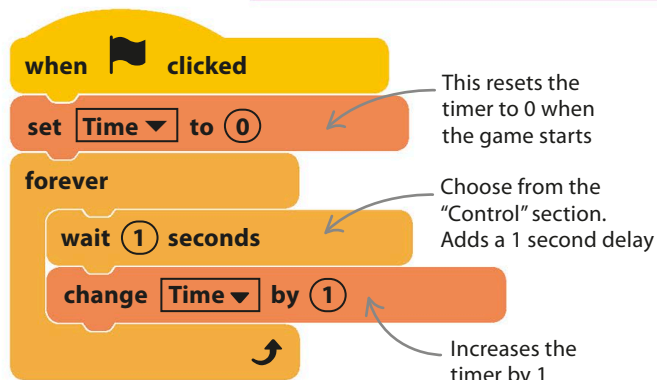 when clicked
set Time to 0
forever
wait 1 seconds
change Time by 1
This resets the
timer to 0 when
the game starts
Choose from the
“Control” section.
Adds a 1 second delay
Increases the
timer by 1